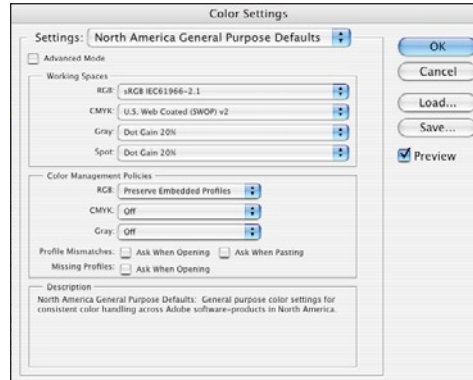 Color Settings
Settings: North America General Purpose Defaults
OK
Advanced Mode
Cancel
Working Spaces
RGB: sRGB IEC61966-2.1
Load...
CMYK: U.S. Web Coated (SWOP) v2
Save...
Gray: Dot Gain 20%
Spot: Dot Gain 20%
Preview
Color Management Policies
RGB: Preserve Embedded Profiles
CMYK: Off
Gray: Off
Profile Mismatches: Ask When Opening Ask When Pasting
Missing Profiles: Ask When Opening
Description
North America General Purpose Defaults: General purpose color settings for
consistent color handling across Adobe software-products in North America.